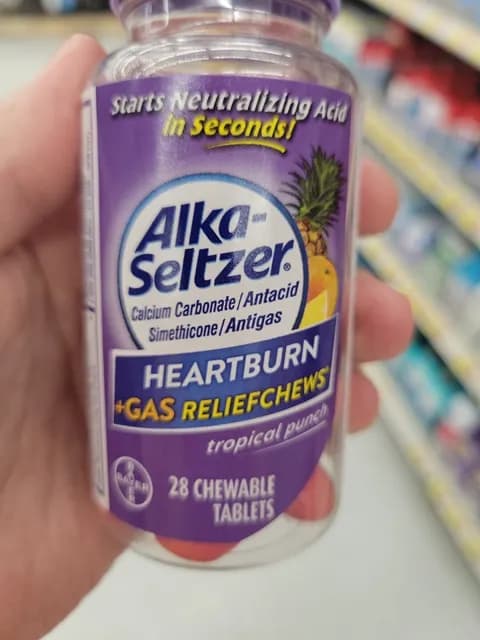 Starts Neutralizing Acid
in Seconds!
Alka-
Seltzer®
Calcium Carbonate/Antacid
Simethicone/Antigas
HEARTBURN
+GAS RELIEFCHEWS
tropical punch
BAYER
28 CHEWABLE
TABLETS